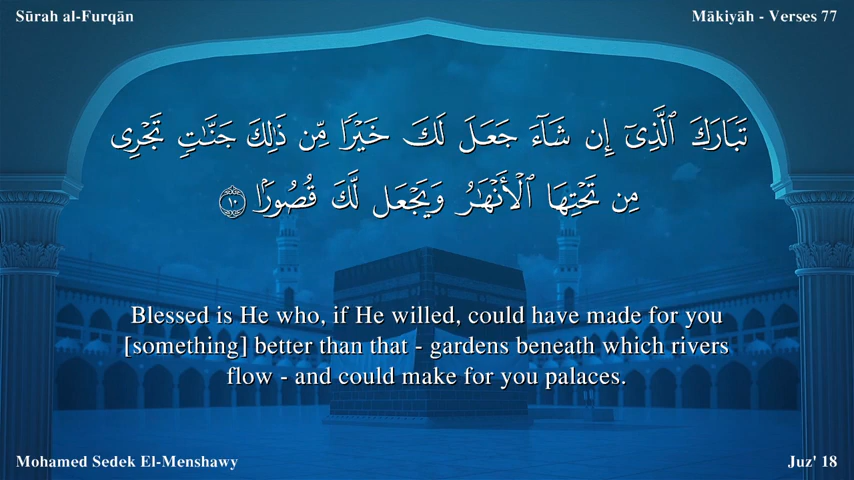 Sūrah al-Furqān
Mākiyāh - Verses 77
تَبَارَكَ ٱلَّذِىٓ إِن شَآءَ جَعَلَ لَكَ خَيْرًا مِّن ذَٰلِكَ جَنَّـٰتٍ تَجْرِى
مِن تَحْتِهَا ٱلْأَنْهَـٰرُ وَيَجْعَل لَّكَ قُصُورًۢا ١٠
Blessed is He who, if He willed, could have made for you
[something] better than that - gardens beneath which rivers
flow - and could make for you palaces.
Mohamed Sedek El-Menshawy
Juz' 18